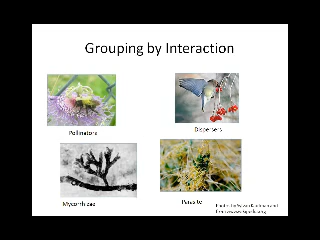 Grouping by Interaction
Pollinators
Dispersers
Mycorrhizae
Parasite